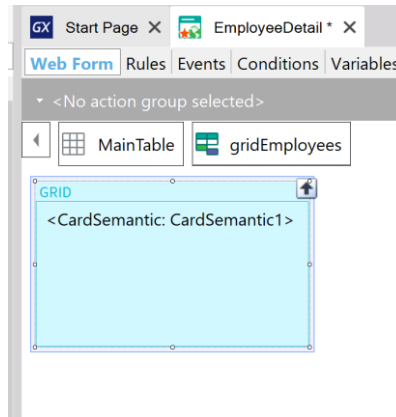 GX Start Page X EmployeeDetail * X
Web Form Rules Events Conditions Variables
<No action group selected>
MainTable gridEmployees
GRID
<CardSemantic: CardSemantic1>